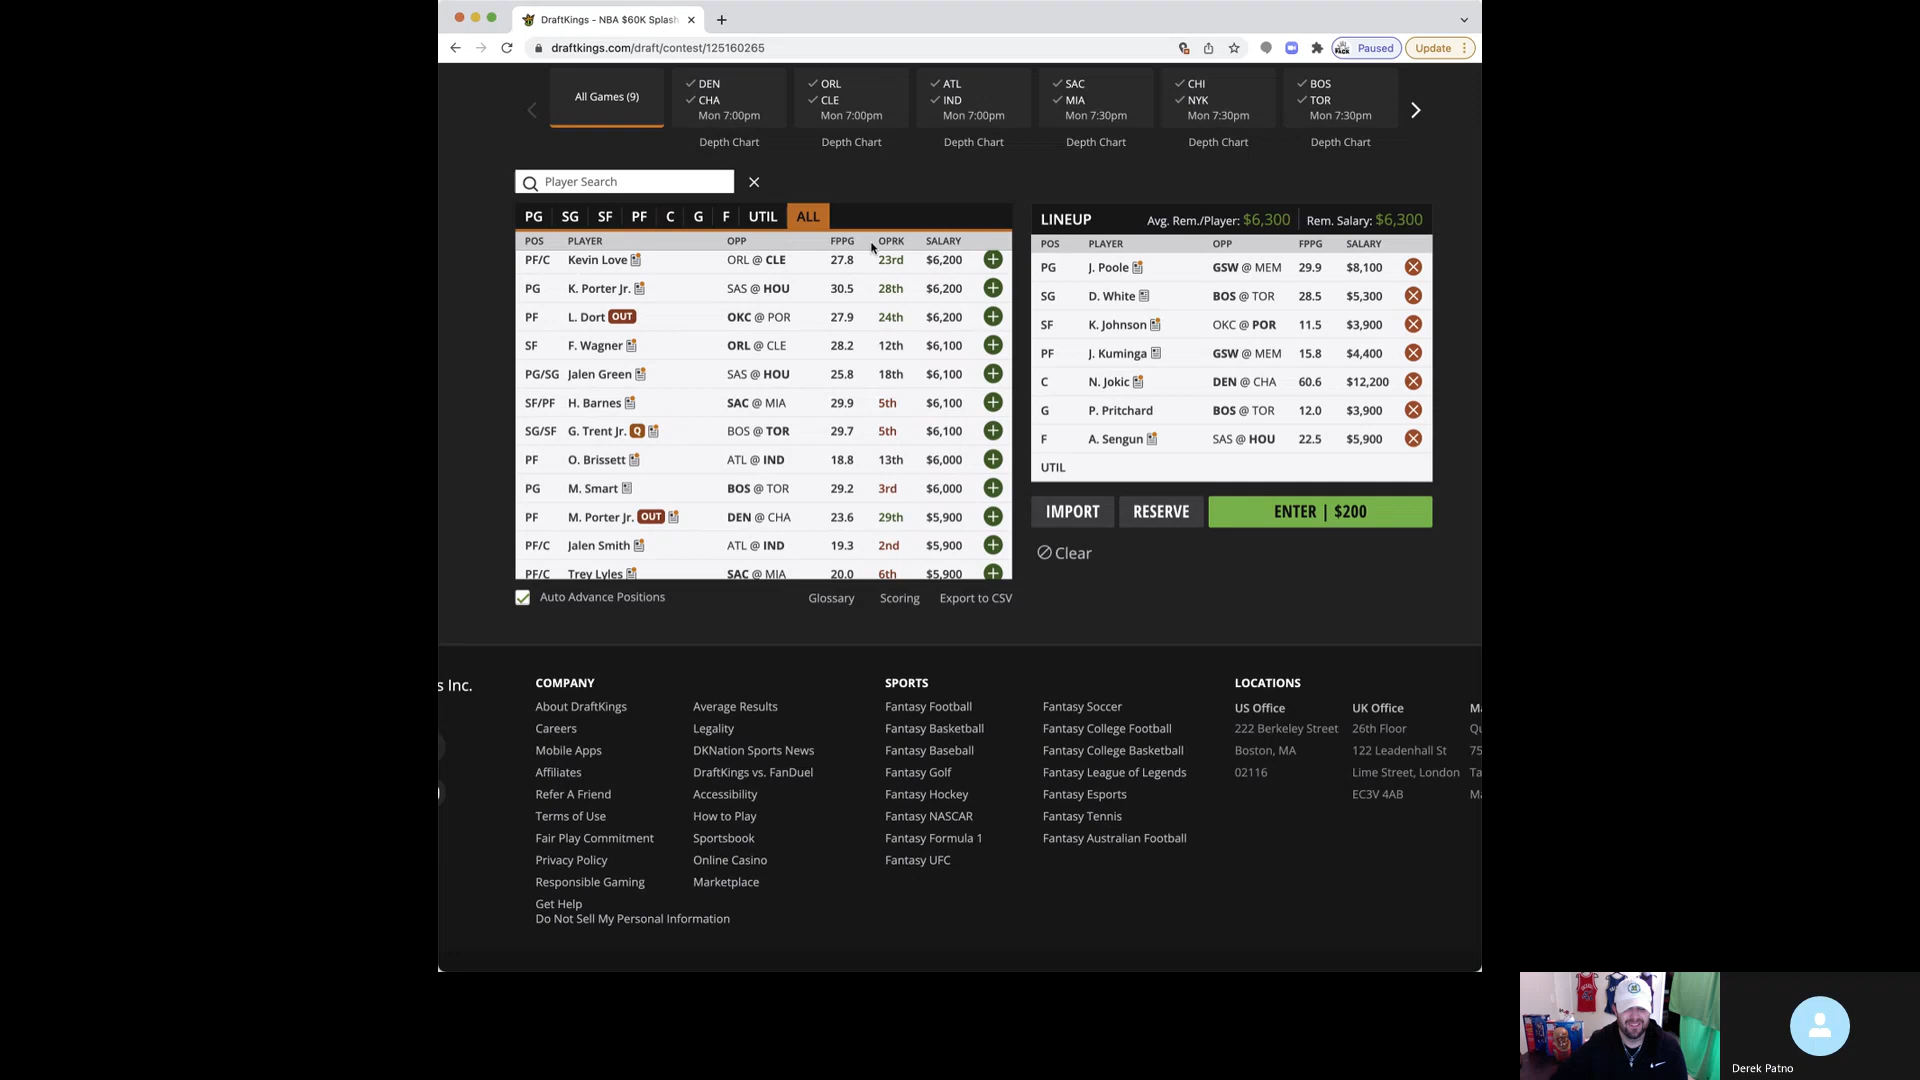 DraftKings - NBA $60K Splash
draftkings.com/draft/contest/125160265
Paused
Update
All Games (9)
DEN
CHA
Mon 7:00pm
Depth Chart
ORL
CLE
Mon 7:00pm
Depth Chart
ATL
IND
Mon 7:00pm
Depth Chart
SAC
MIA
Mon 7:30pm
Depth Chart
CHI
NYK
Mon 7:30pm
Depth Chart
BOS
TOR
Mon 7:30pm
Depth Chart
Player Search
PG SG SF PF C G F UTIL ALL
POS PLAYER OPP FPPG OPRK SALARY
PF/C Kevin Love ORL @ CLE 27.8 23rd $6,200
PG K. Porter Jr. SAS @ HOU 30.5 28th $6,200
PF L. Dort OUT OKC @ POR 27.9 24th $6,200
SF F. Wagner ORL @ CLE 28.2 12th $6,100
PG/SG Jalen Green SAS @ HOU 25.8 18th $6,100
SF/PF H. Barnes SAC @ MIA 29.9 5th $6,100
SG/SF G. Trent Jr. Q BOS @ TOR 29.7 5th $6,100
PF O. Brissett ATL @ IND 18.8 13th $6,000
PG M. Smart BOS @ TOR 29.2 3rd $6,000
PF M. Porter Jr. OUT DEN @ CHA 23.6 29th $5,900
PF/C Jalen Smith ATL @ IND 19.3 2nd $5,900
PF/C Trey Lyles SAC @ MIA 20.0 6th $5,900
Auto Advance Positions
Glossary Scoring Export to CSV
LINEUP Avg. Rem./Player: $6,300 Rem. Salary: $6,300
POS PLAYER OPP FPPG SALARY
PG J. Poole GSW @ MEM 29.9 $8,100
SG D. White BOS @ TOR 28.5 $5,300
SF K. Johnson OKC @ POR 11.5 $3,900
PF J. Kuminga GSW @ MEM 15.8 $4,400
C N. Jokic DEN @ CHA 60.6 $12,200
G P. Pritchard BOS @ TOR 12.0 $3,900
F A. Sengun SAS @ HOU 22.5 $5,900
UTIL
IMPORT RESERVE ENTER | $200
Clear
s Inc.
COMPANY
About DraftKings
Careers
Mobile Apps
Affiliates
Refer A Friend
Terms of Use
Fair Play Commitment
Privacy Policy
Responsible Gaming
Get Help
Do Not Sell My Personal Information
Average Results
Legality
DKNation Sports News
DraftKings vs. FanDuel
Accessibility
How to Play
Sportsbook
Online Casino
Marketplace
SPORTS
Fantasy Football
Fantasy Basketball
Fantasy Baseball
Fantasy Golf
Fantasy Hockey
Fantasy NASCAR
Fantasy Formula 1
Fantasy UFC
Fantasy Soccer
Fantasy College Football
Fantasy College Basketball
Fantasy League of Legends
Fantasy Esports
Fantasy Tennis
Fantasy Australian Football
LOCATIONS
US Office
222 Berkeley Street
Boston, MA
02116
UK Office
26th Floor
122 Leadenhall St
Lime Street, London
EC3V 4AB
Derek Patno